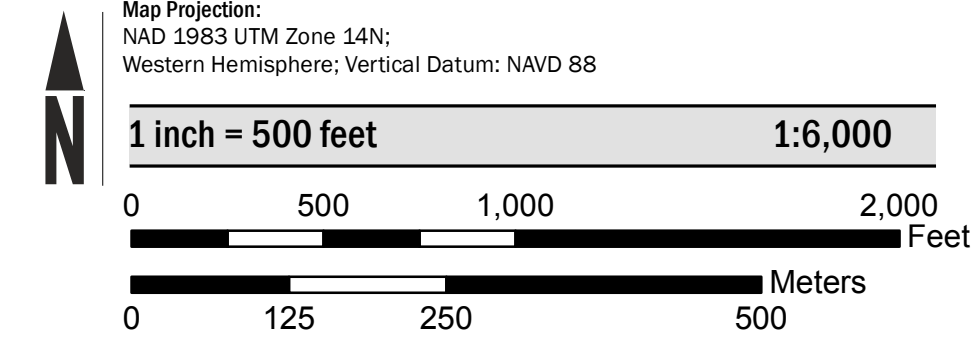 Map Projection:
NAD 1983 UTM Zone 14N;
Western Hemisphere; Vertical Datum: NAVD 88
N
1 inch = 500 feet 1:6,000
0 500 1,000 2,000
Feet
Meters
0 125 250 500